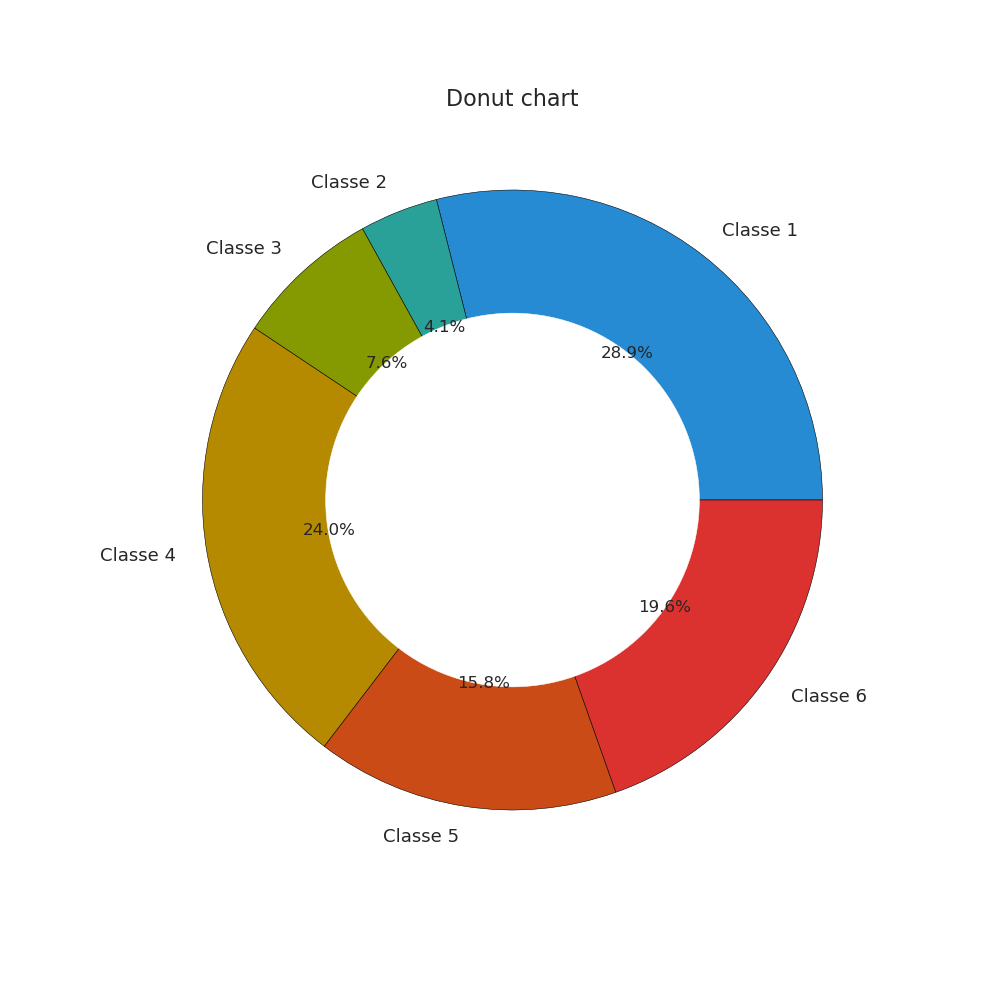 Donut chart
Classe 1
28.9%
Classe 2
4.1%
Classe 3
7.6%
Classe 4
24.0%
Classe 5
15.8%
Classe 6
19.6%